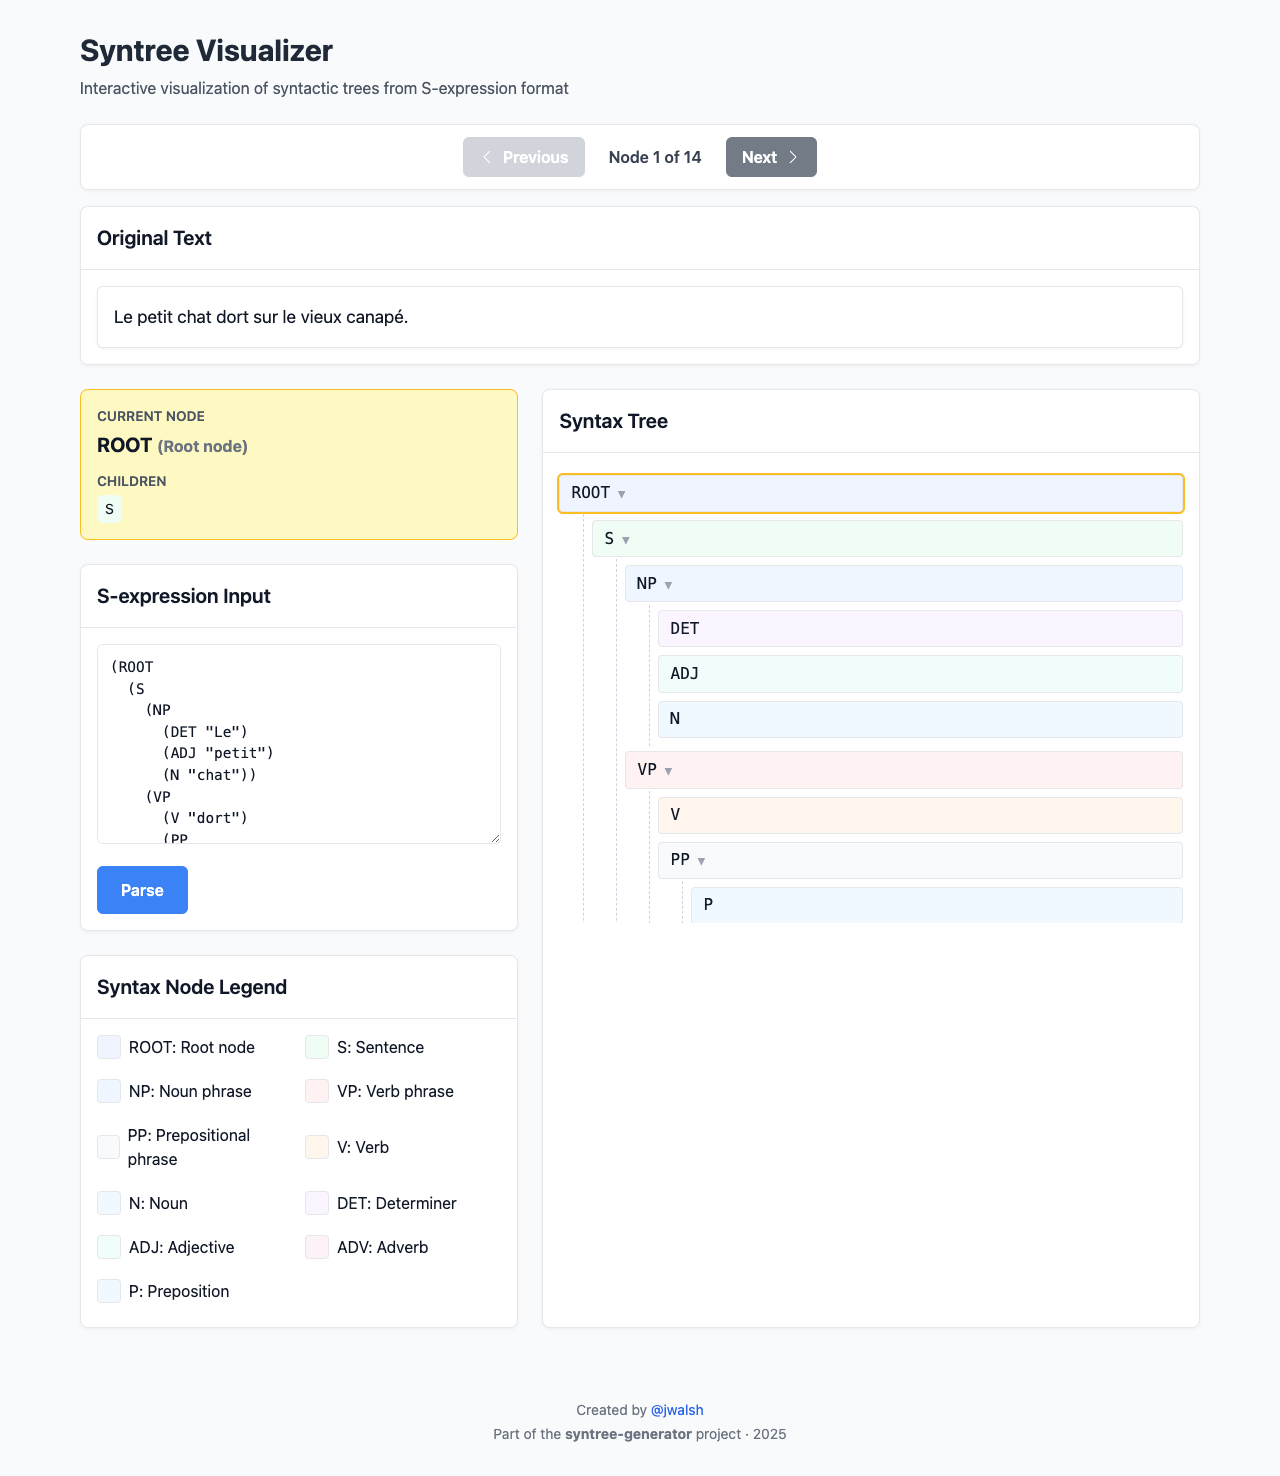 Syntree Visualizer
Interactive visualization of syntactic trees from S-expression format
Previous
Node 1 of 14
Next
Original Text
Le petit chat dort sur le vieux canapé.
CURRENT NODE
ROOT (Root node)
CHILDREN
S
S-expression Input
(ROOT
  (S
    (NP
      (DET "Le")
      (ADJ "petit")
      (N "chat"))
    (VP
      (V "dort")
      (PP
Parse
Syntax Node Legend
ROOT: Root node
S: Sentence
NP: Noun phrase
VP: Verb phrase
PP: Prepositional
phrase
V: Verb
N: Noun
DET: Determiner
ADJ: Adjective
ADV: Adverb
P: Preposition
Syntax Tree
ROOT ▼
S ▼
NP ▼
DET
ADJ
N
VP ▼
V
PP ▼
P
Created by @jwalsh
Part of the syntree-generator project · 2025